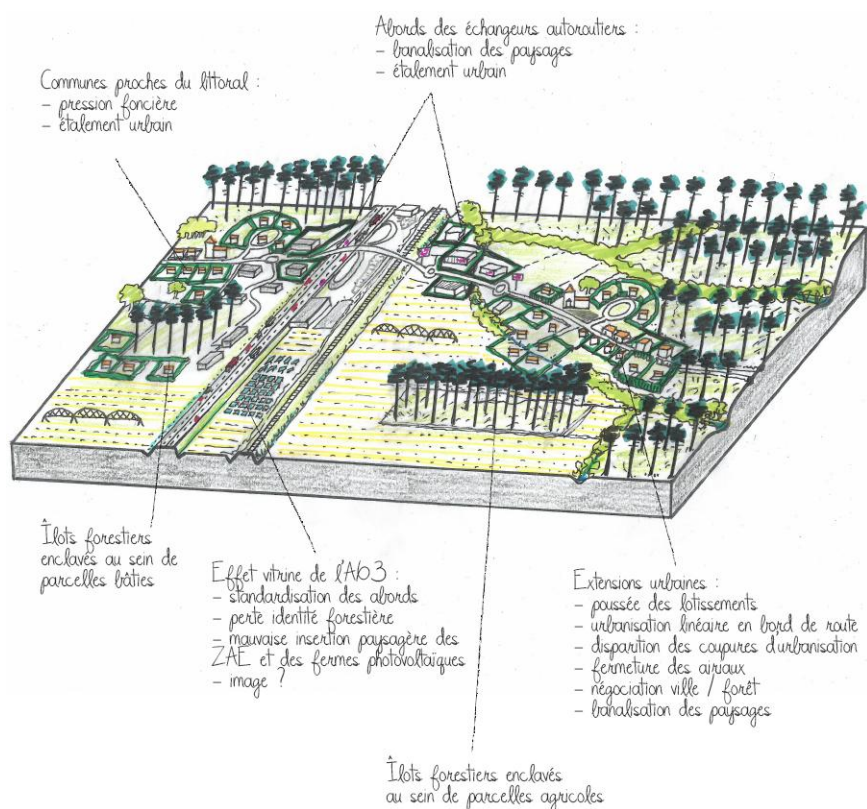 Abords des échangeurs autoroutiers :
- banalisation des paysages
- étalement urbain
Communes proches du littoral :
- pression foncière
- étalement urbain
Îlots forestiers
enclavés au sein de
parcelles bâties
Effet vitrine de l'A63 :
- standardisation des abords
- perte identité forestière
- mauvaise insertion paysagère des
ZAE et des fermes photovoltaïques
- image ?
Extensions urbaines :
- poussée des lotissements
- urbanisation linéaire en bord de route
- disparition des coupures d'urbanisation
- fermeture des airiaux
- négociation ville / forêt
- banalisation des paysages
Îlots forestiers enclavés
au sein de parcelles agricoles